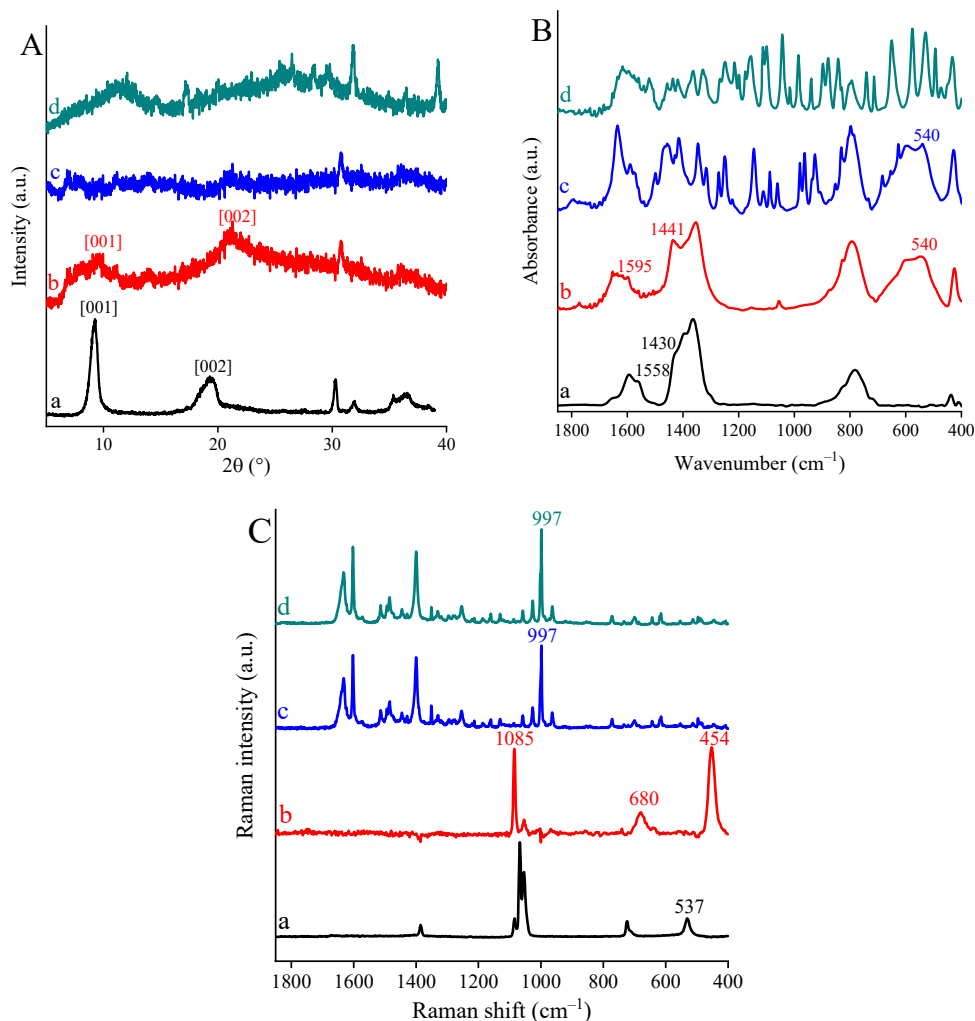 A
Intensity (a.u.)
d
c
[002]
[001]
b
[001]
[002]
a
10 20 30 40
2θ (°)
B
Absorbance (a.u.)
d
540
c
1441
1595
540
b
1430
1558
a
1800 1600 1400 1200 1000 800 600 400
Wavenumber (cm⁻¹)
C
Raman intensity (a.u.)
997
d
997
c
1085
454
680
b
537
a
1800 1600 1400 1200 1000 800 600 400
Raman shift (cm⁻¹)